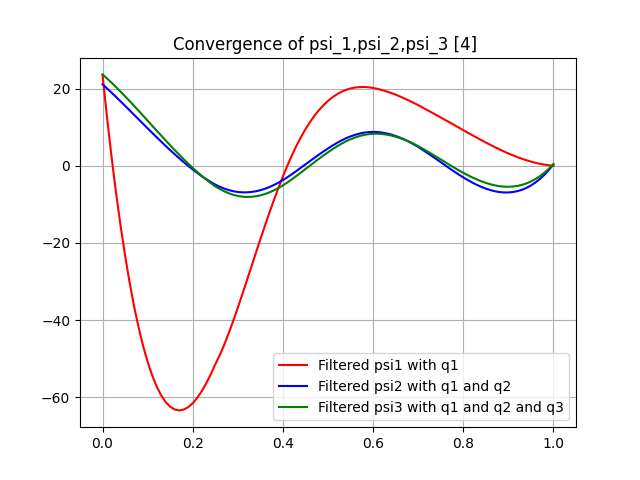 Convergence of psi_1,psi_2,psi_3 [4]
20
0
−20
−40
−60
Filtered psi1 with q1
Filtered psi2 with q1 and q2
Filtered psi3 with q1 and q2 and q3
0.0 0.2 0.4 0.6 0.8 1.0